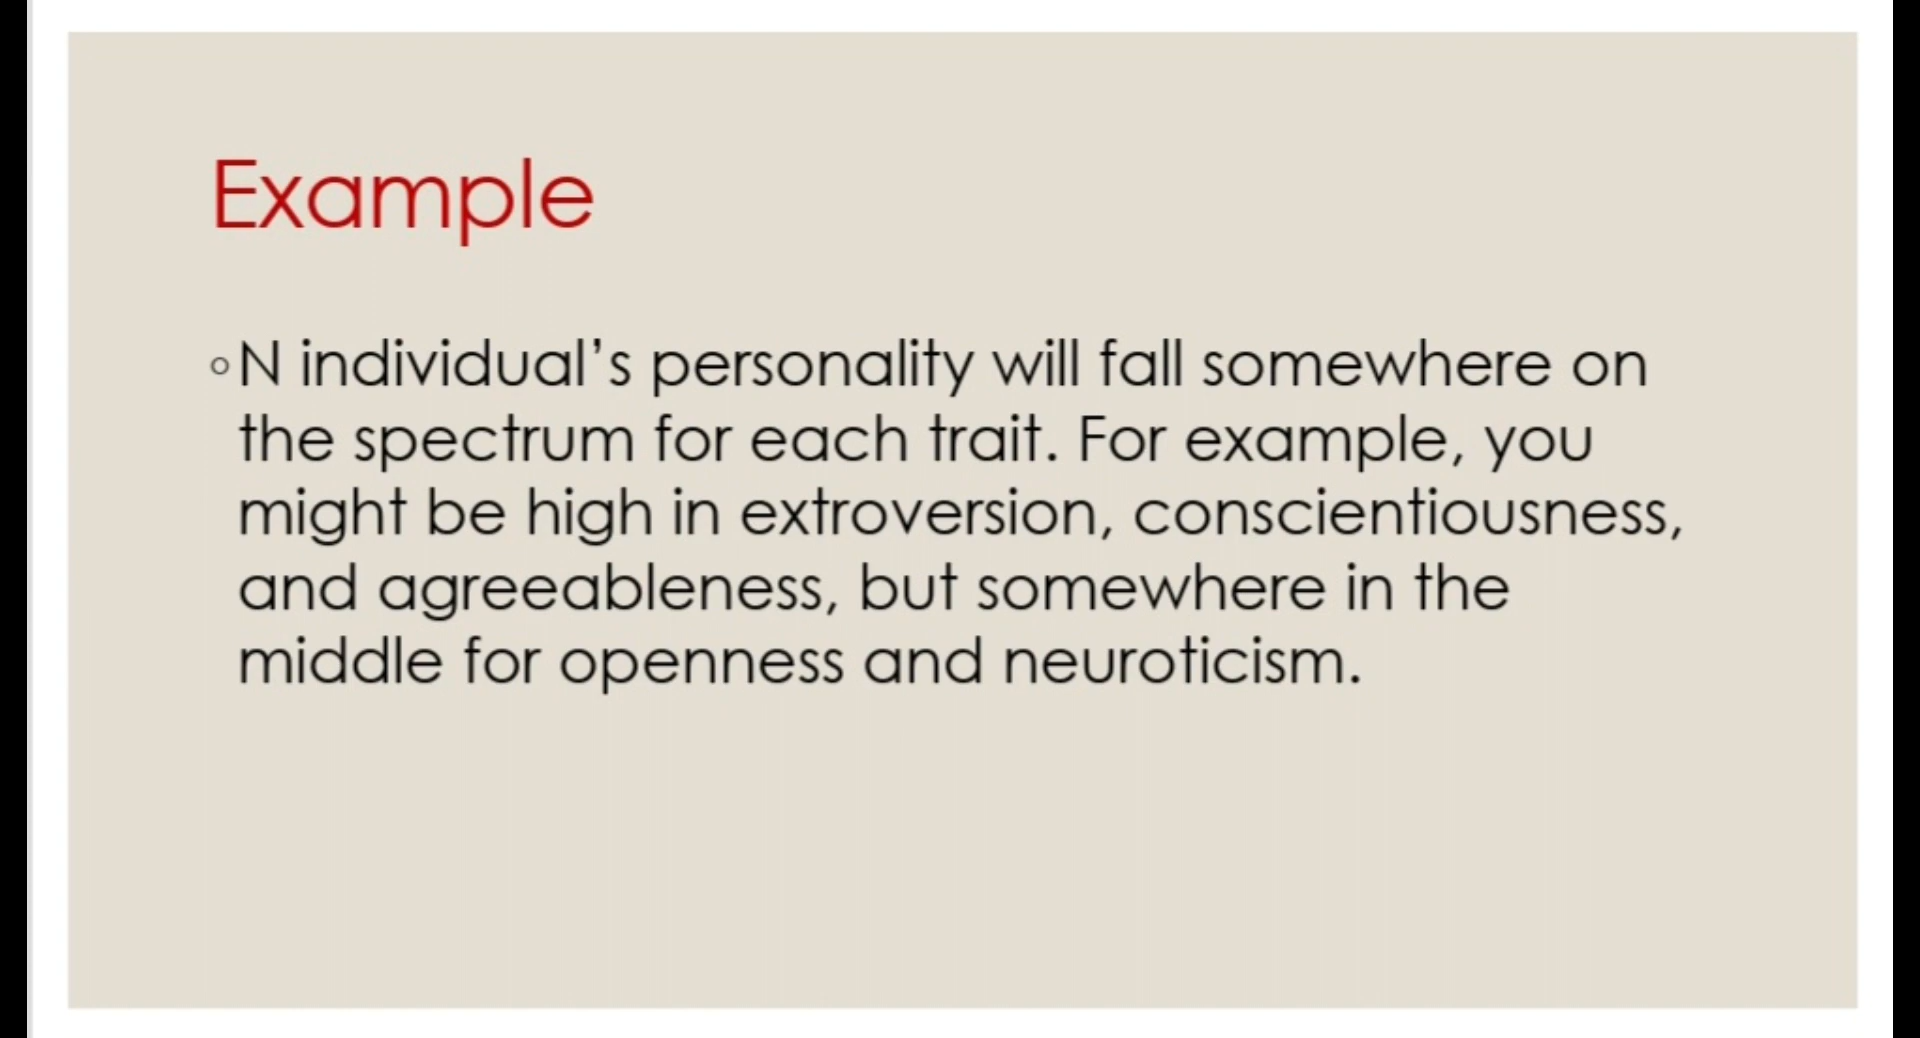 Example
◦N individual’s personality will fall somewhere on
the spectrum for each trait. For example, you
might be high in extroversion, conscientiousness,
and agreeableness, but somewhere in the
middle for openness and neuroticism.